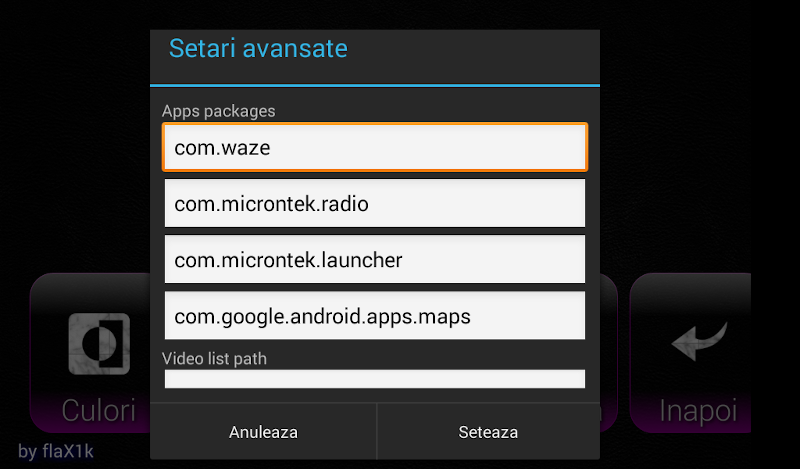 Setari avansate
Apps packages
com.waze
com.microntek.radio
com.microntek.launcher
com.google.android.apps.maps
Video list path
Culori
Inapoi
Anuleaza
Seteaza
by flaX1k